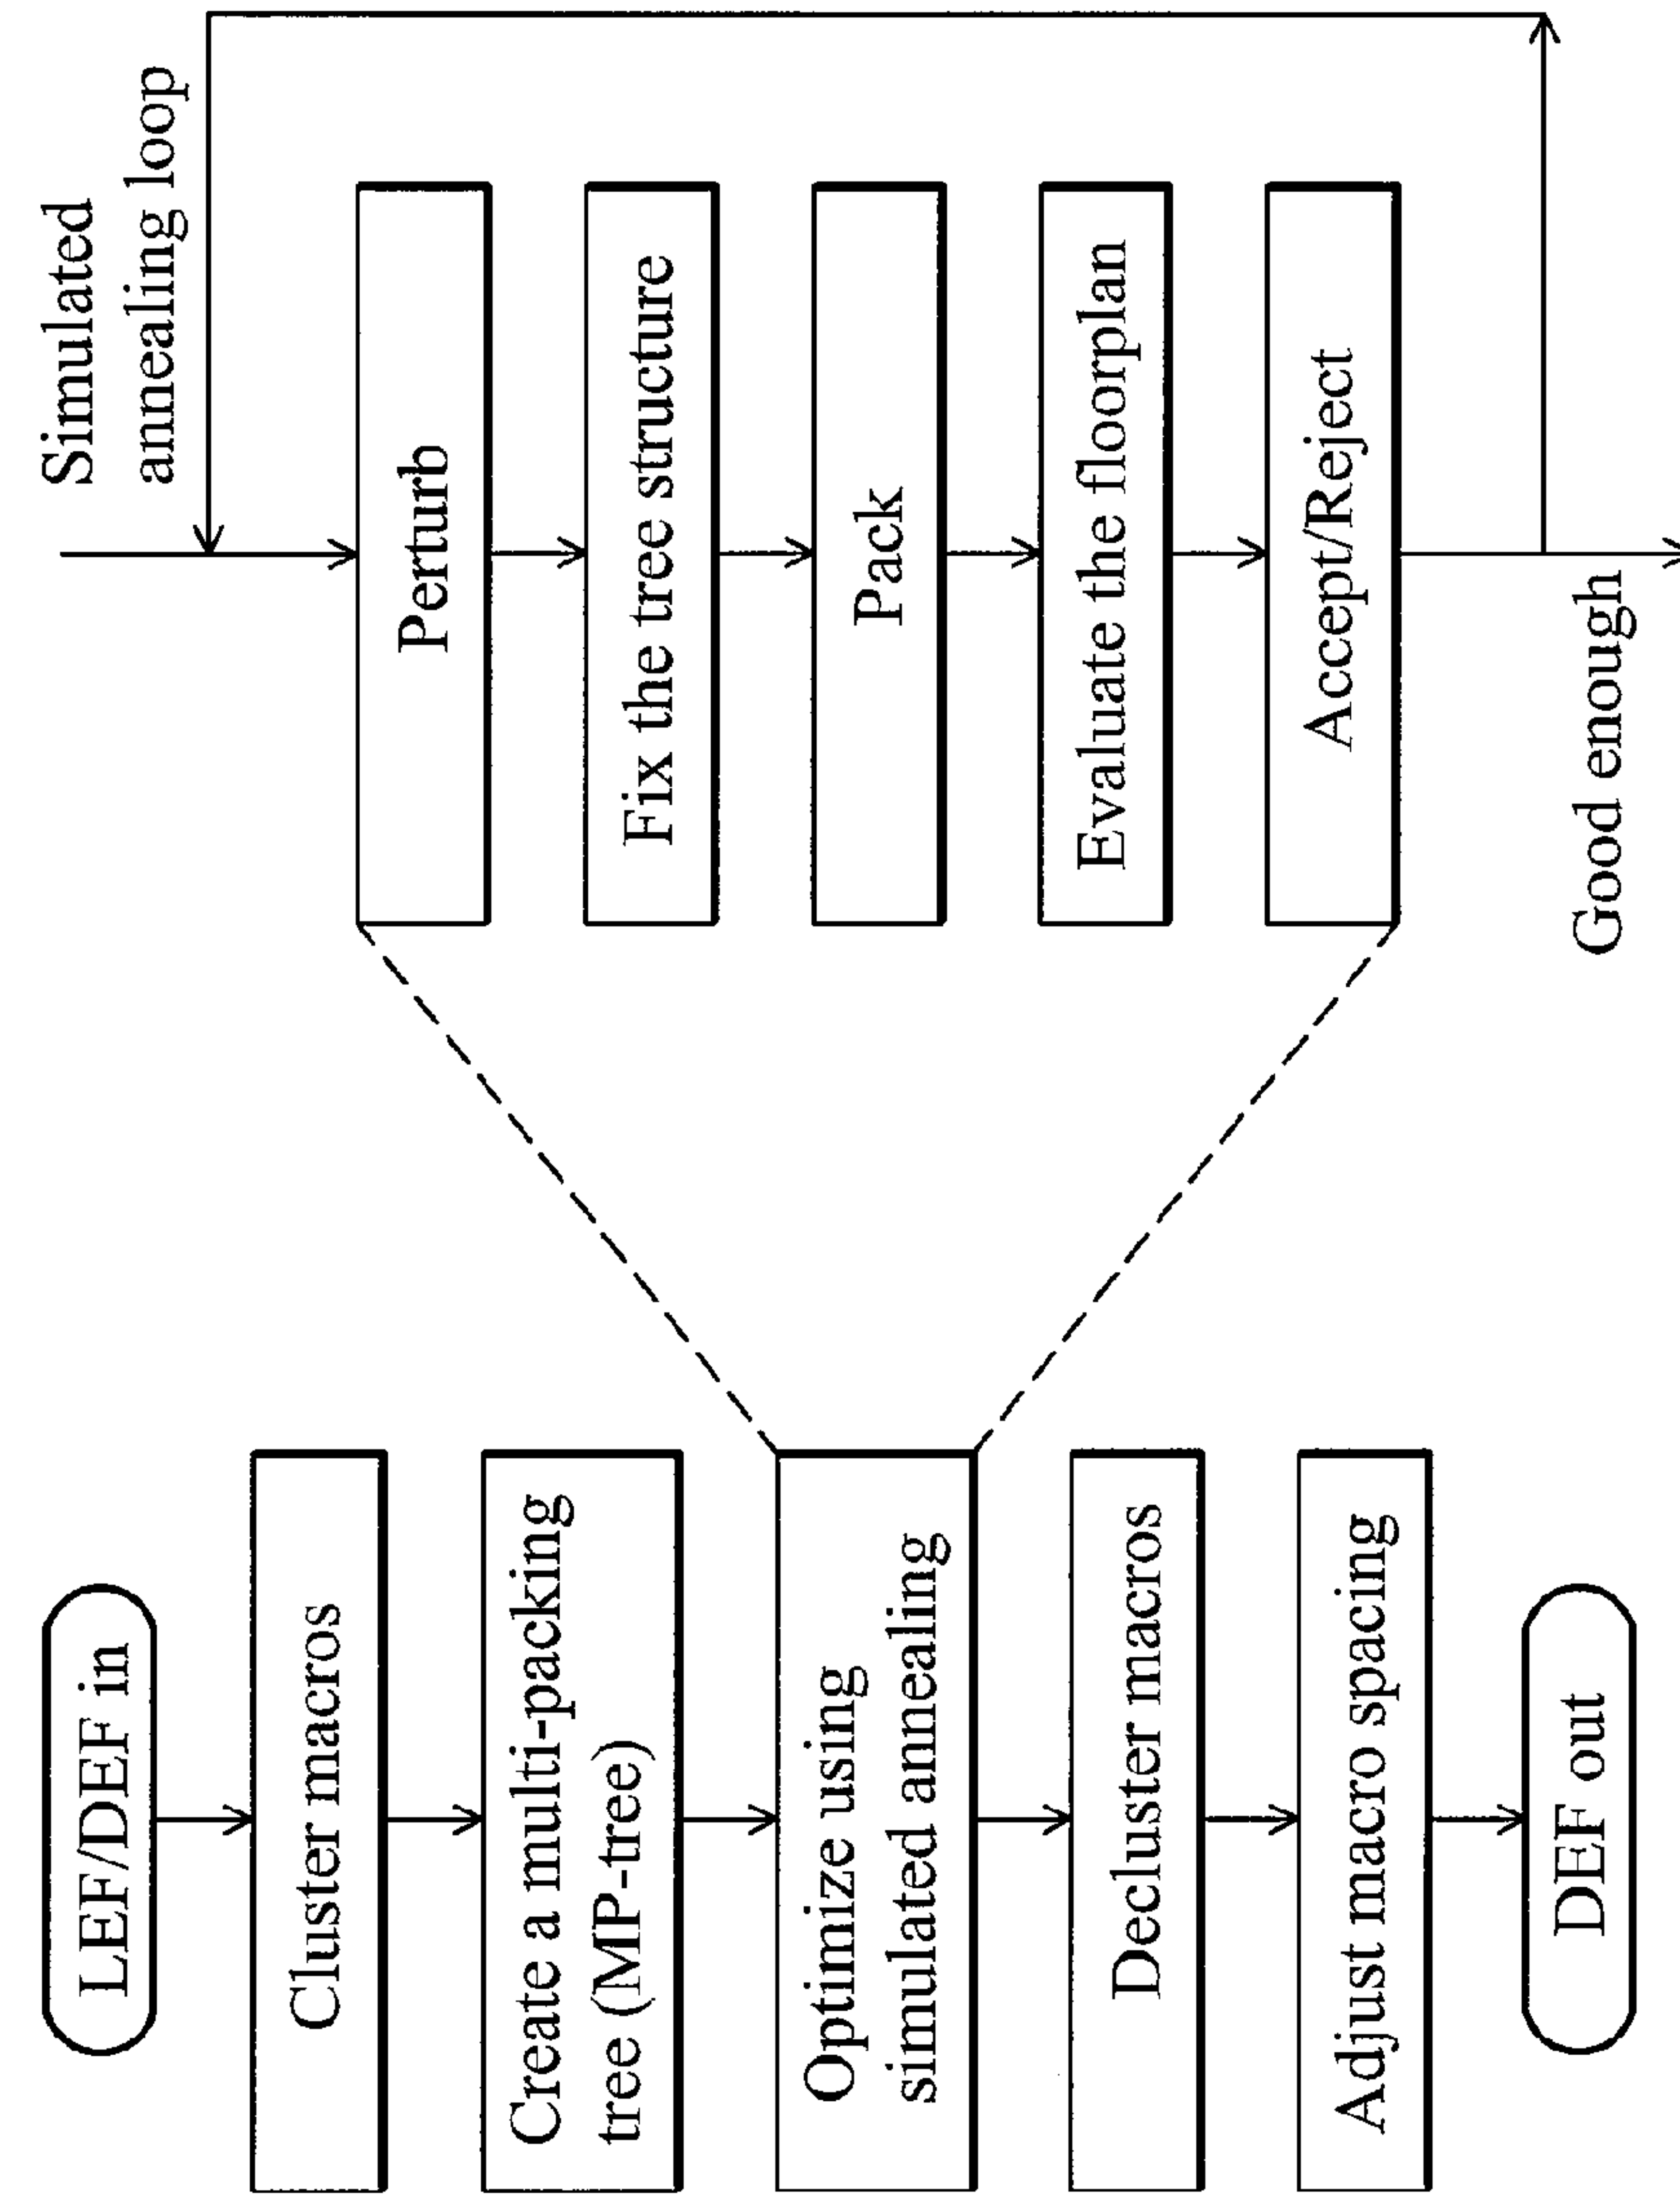 LEF/DEF in
Cluster macros
Create a multi-packing
tree (MP-tree)
Optimize using
simulated annealing
Decluster macros
Adjust macro spacing
DEF out
Simulated
annealing loop
Perturb
Fix the tree structure
Pack
Evaluate the floorplan
Accept/Reject
Good enough